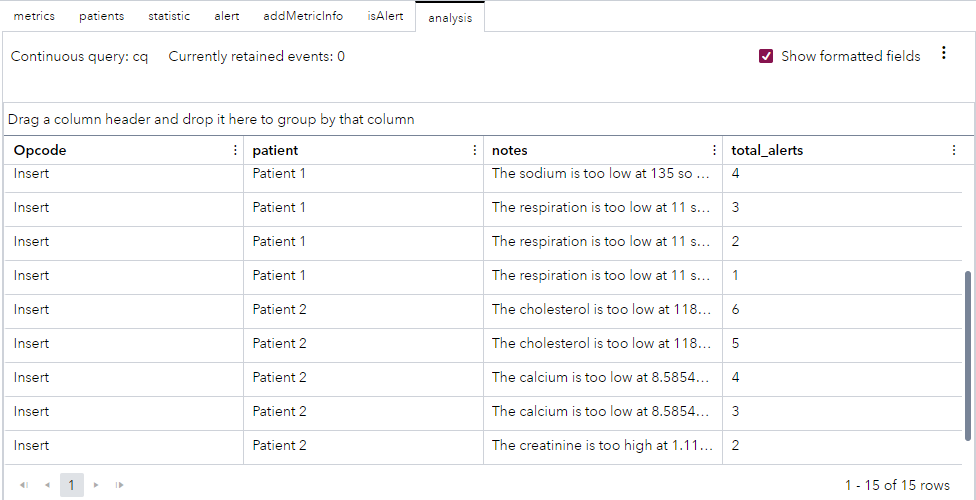 metrics patients statistic alert addMetricInfo isAlert analysis
Continuous query: cq Currently retained events: 0 Show formatted fields
Drag a column header and drop it here to group by that column
Opcode patient notes total_alerts
Insert Patient 1 The sodium is too low at 135 so ... 4
Insert Patient 1 The respiration is too low at 11 s... 3
Insert Patient 1 The respiration is too low at 11 s... 2
Insert Patient 1 The respiration is too low at 11 s... 1
Insert Patient 2 The cholesterol is too low at 118... 6
Insert Patient 2 The cholesterol is too low at 118... 5
Insert Patient 2 The calcium is too low at 8.5854... 4
Insert Patient 2 The calcium is too low at 8.5854... 3
Insert Patient 2 The creatinine is too high at 1.11... 2
1 1 - 15 of 15 rows